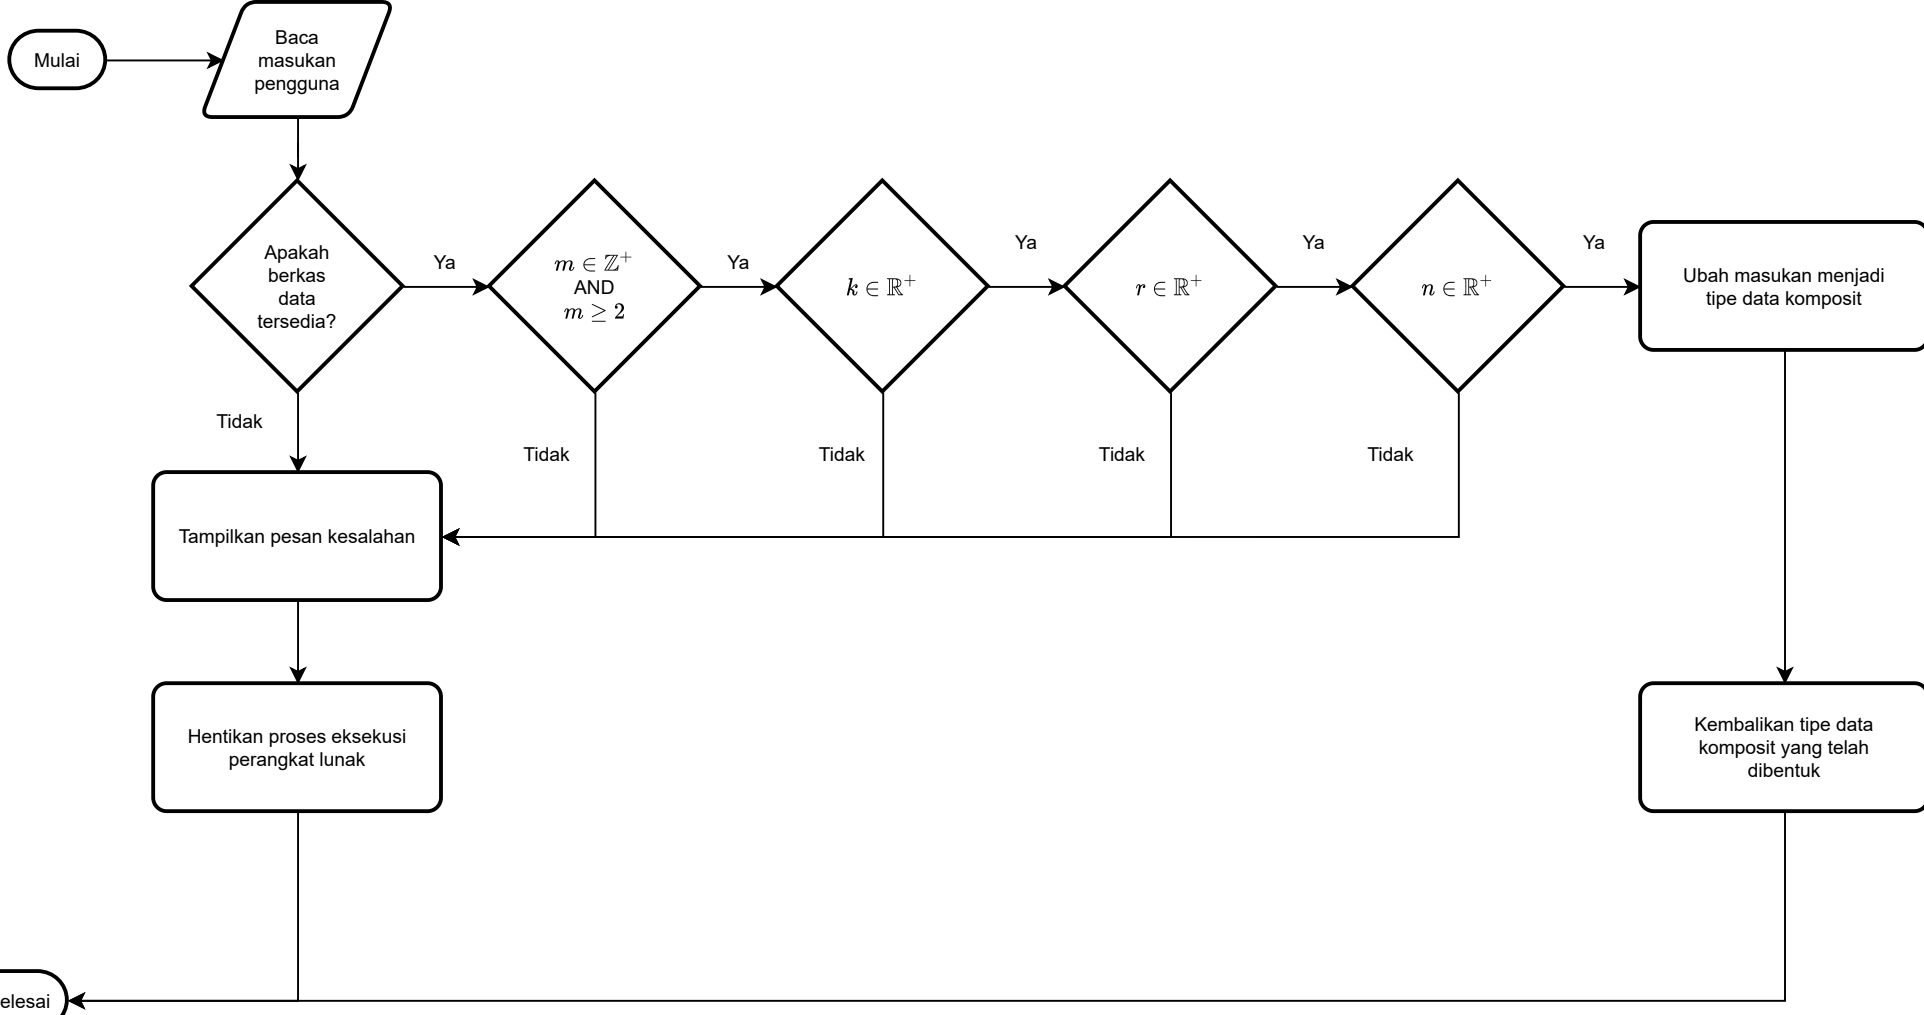 Mulai
Baca
masukan
pengguna
Apakah
berkas
data
tersedia?
Ya
m ∈ ℤ⁺
AND
m ≥ 2
Ya
k ∈ ℝ⁺
Ya
r ∈ ℝ⁺
Ya
n ∈ ℝ⁺
Ya
Ubah masukan menjadi
tipe data komposit
Tidak
Tidak
Tidak
Tidak
Tidak
Tampilkan pesan kesalahan
Hentikan proses eksekusi
perangkat lunak
Kembalikan tipe data
komposit yang telah
dibentuk
elesai